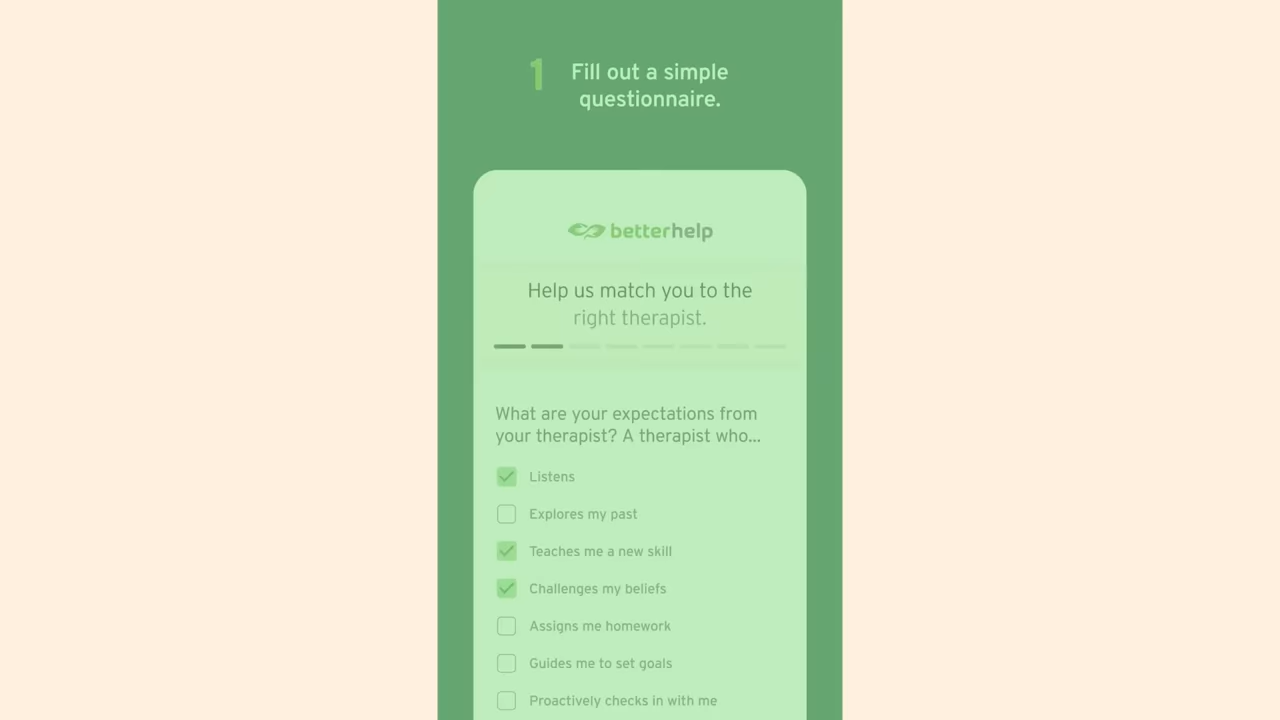 1 Fill out a simple
questionnaire.
betterhelp
Help us match you to the
right therapist.
What are your expectations from
your therapist? A therapist who...
Listens
Explores my past
Teaches me a new skill
Challenges my beliefs
Assigns me homework
Guides me to set goals
Proactively checks in with me